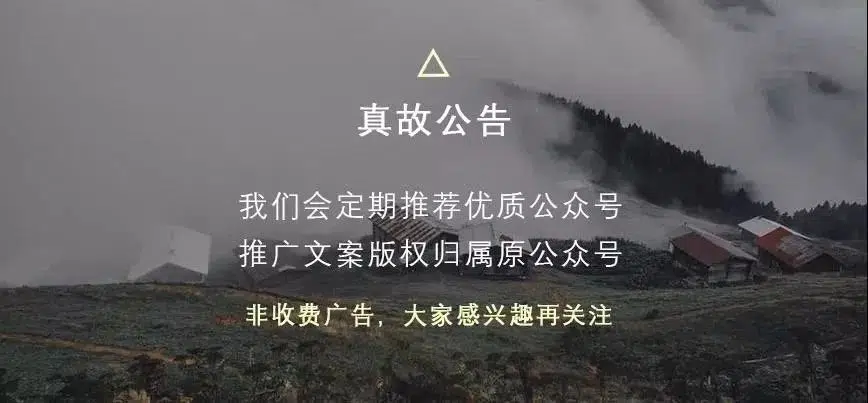 真故公告
我们会定期推荐优质公众号
推广文案版权归属原公众号
非收费广告，大家感兴趣再关注